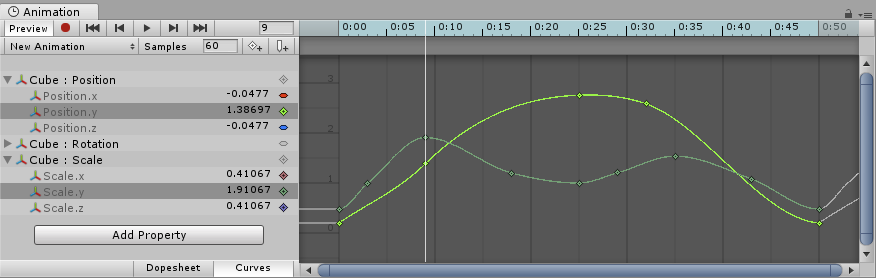 Animation
Preview 9 0:00 0:05 0:10 0:15 0:20 0:25 0:30 0:35 0:40 0:45 0:50
New Animation Samples 60
Cube : Position
Position.x -0.0477
Position.y 1.38697
Position.z -0.0477
Cube : Rotation
Cube : Scale
Scale.x 0.41067
Scale.y 1.91067
Scale.z 0.41067
Add Property
3
2
1
0
Dopesheet Curves